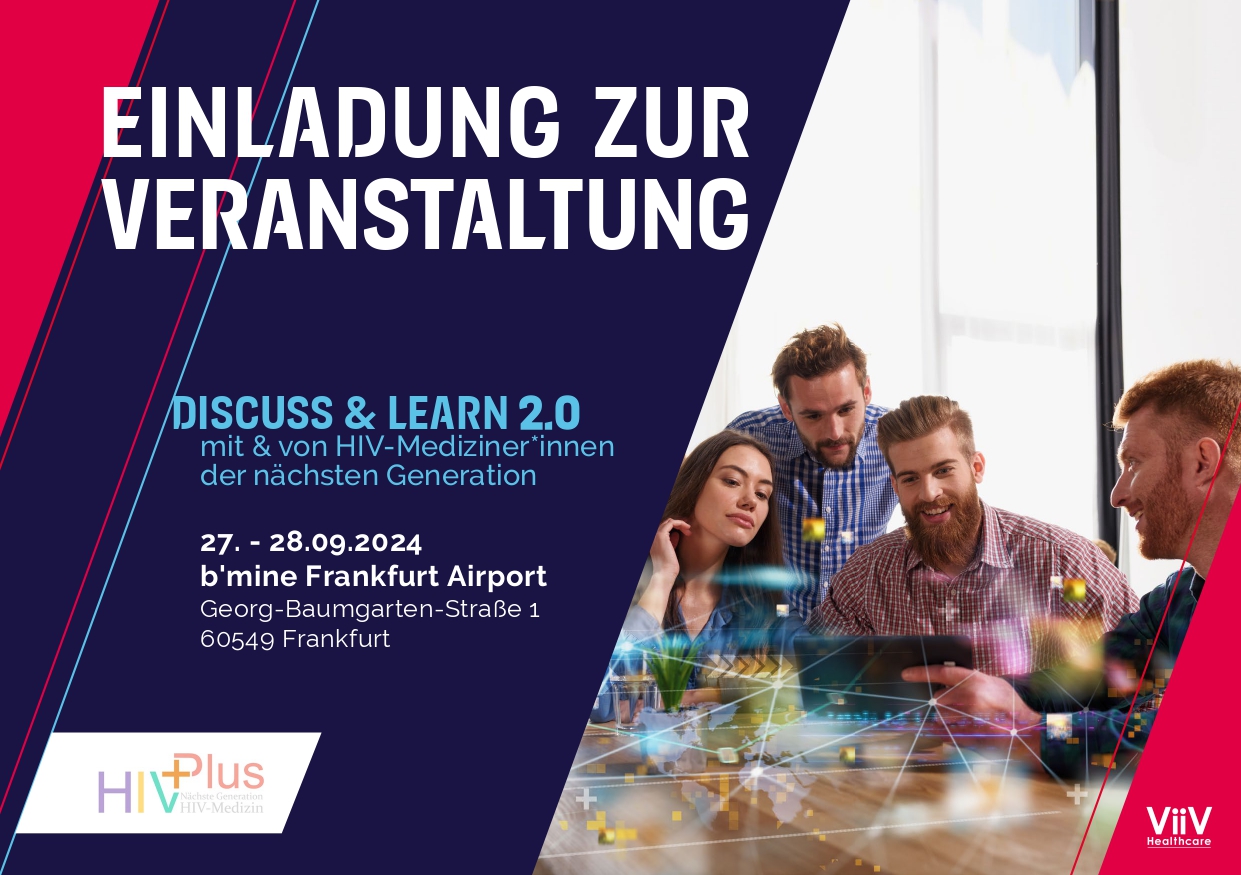 EINLADUNG ZUR
VERANSTALTUNG
DISCUSS & LEARN 2.0
mit & von HIV-Mediziner*innen
der nächsten Generation
27. - 28.09.2024
b'mine Frankfurt Airport
Georg-Baumgarten-Straße 1
60549 Frankfurt
HIV Plus
Nächste Generation
HIV-Medizin
ViiV
Healthcare